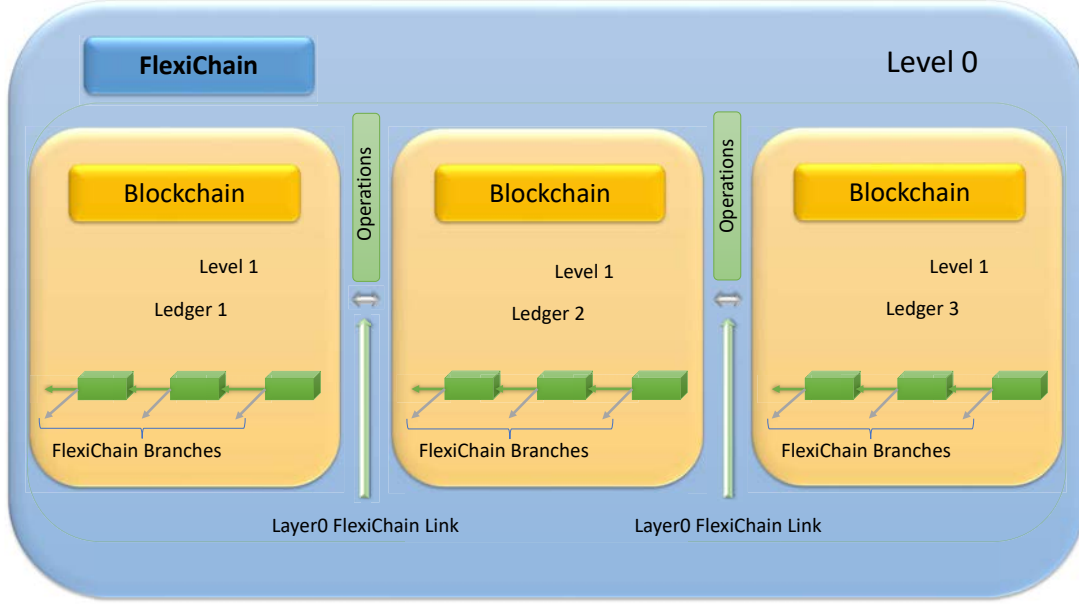 FlexiChain
Level 0
Blockchain
Level 1
Ledger 1
FlexiChain Branches
Operations
Layer0 FlexiChain Link
Blockchain
Level 1
Ledger 2
FlexiChain Branches
Operations
Layer0 FlexiChain Link
Blockchain
Level 1
Ledger 3
FlexiChain Branches